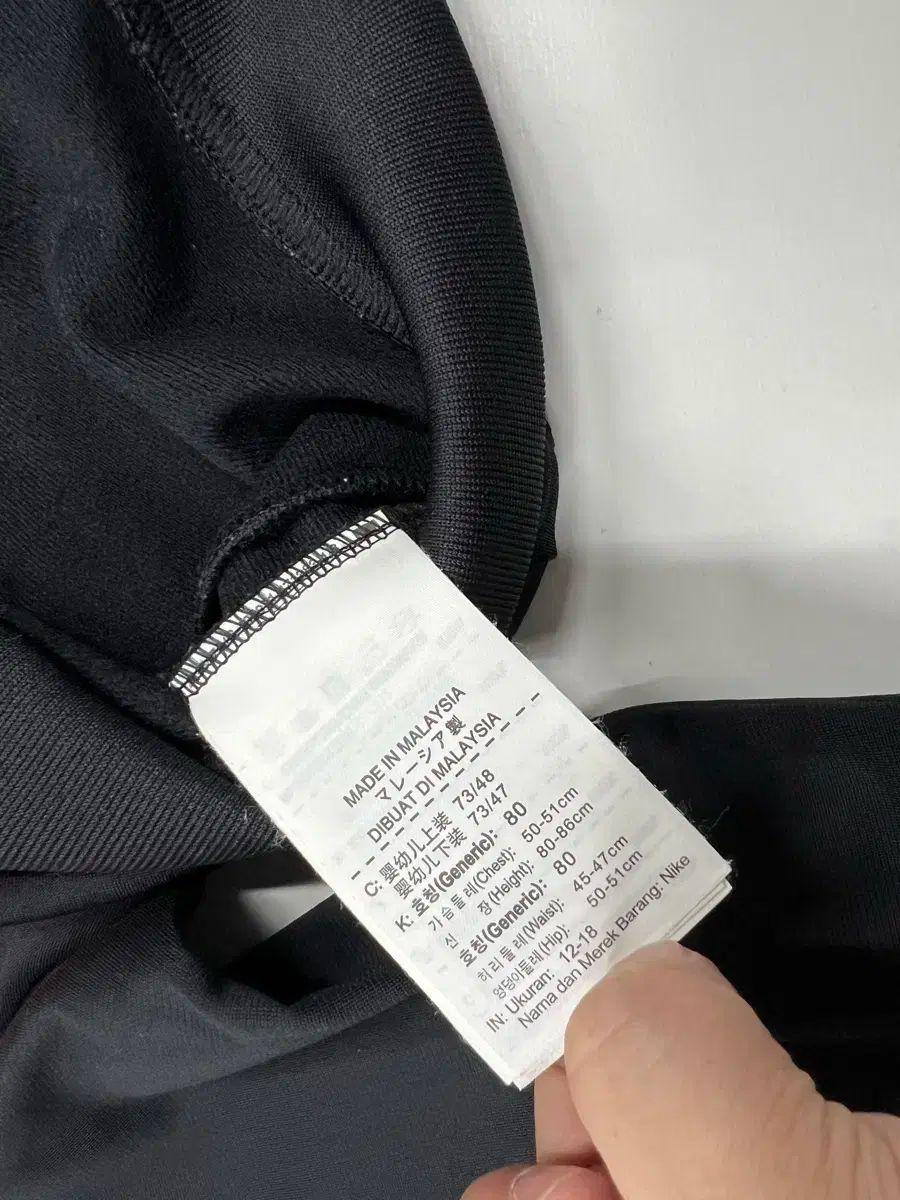 MADE IN MALAYSIA
マレーシア製
DIBUAT DI MALAYSIA
C: 婴幼儿上装 73/48
婴幼儿下装 73/47
K: 호칭(Generic): 80
가슴둘레(Chest): 50-51cm
신 장(Height): 80-86cm
호칭(Generic): 80
허리둘레(Waist): 45-47cm
엉덩이둘레(Hip): 50-51cm
IN: Ukuran: 12-18
Nama dan Merek Barang: Nike